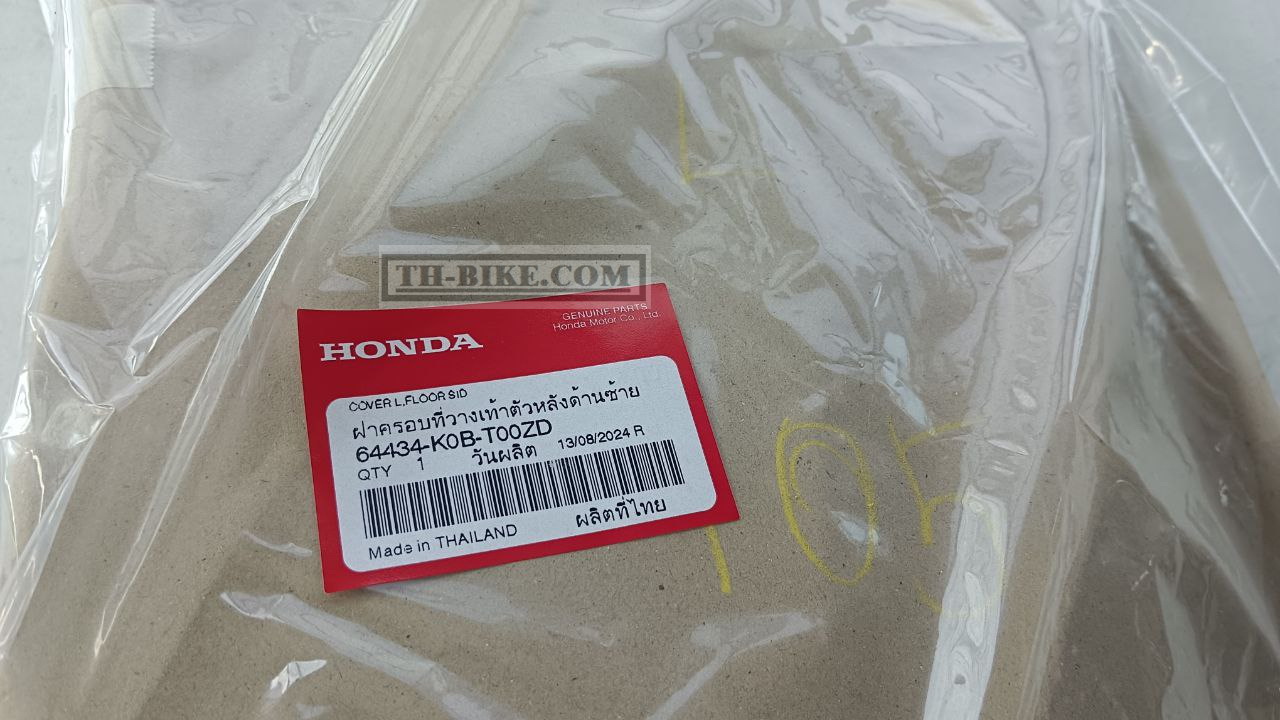 L
TH-BIKE.COM
GENUINE PARTS
Honda Motor Co., Ltd.
HONDA
COVER L,FLOOR SID
ฝาครอบที่วางเท้าตัวหลังด้านซ้าย
64434-K0B-T00ZD
QTY 1 วันผลิต 13/08/2024 R
Made in THAILAND ผลิตที่ไทย
105